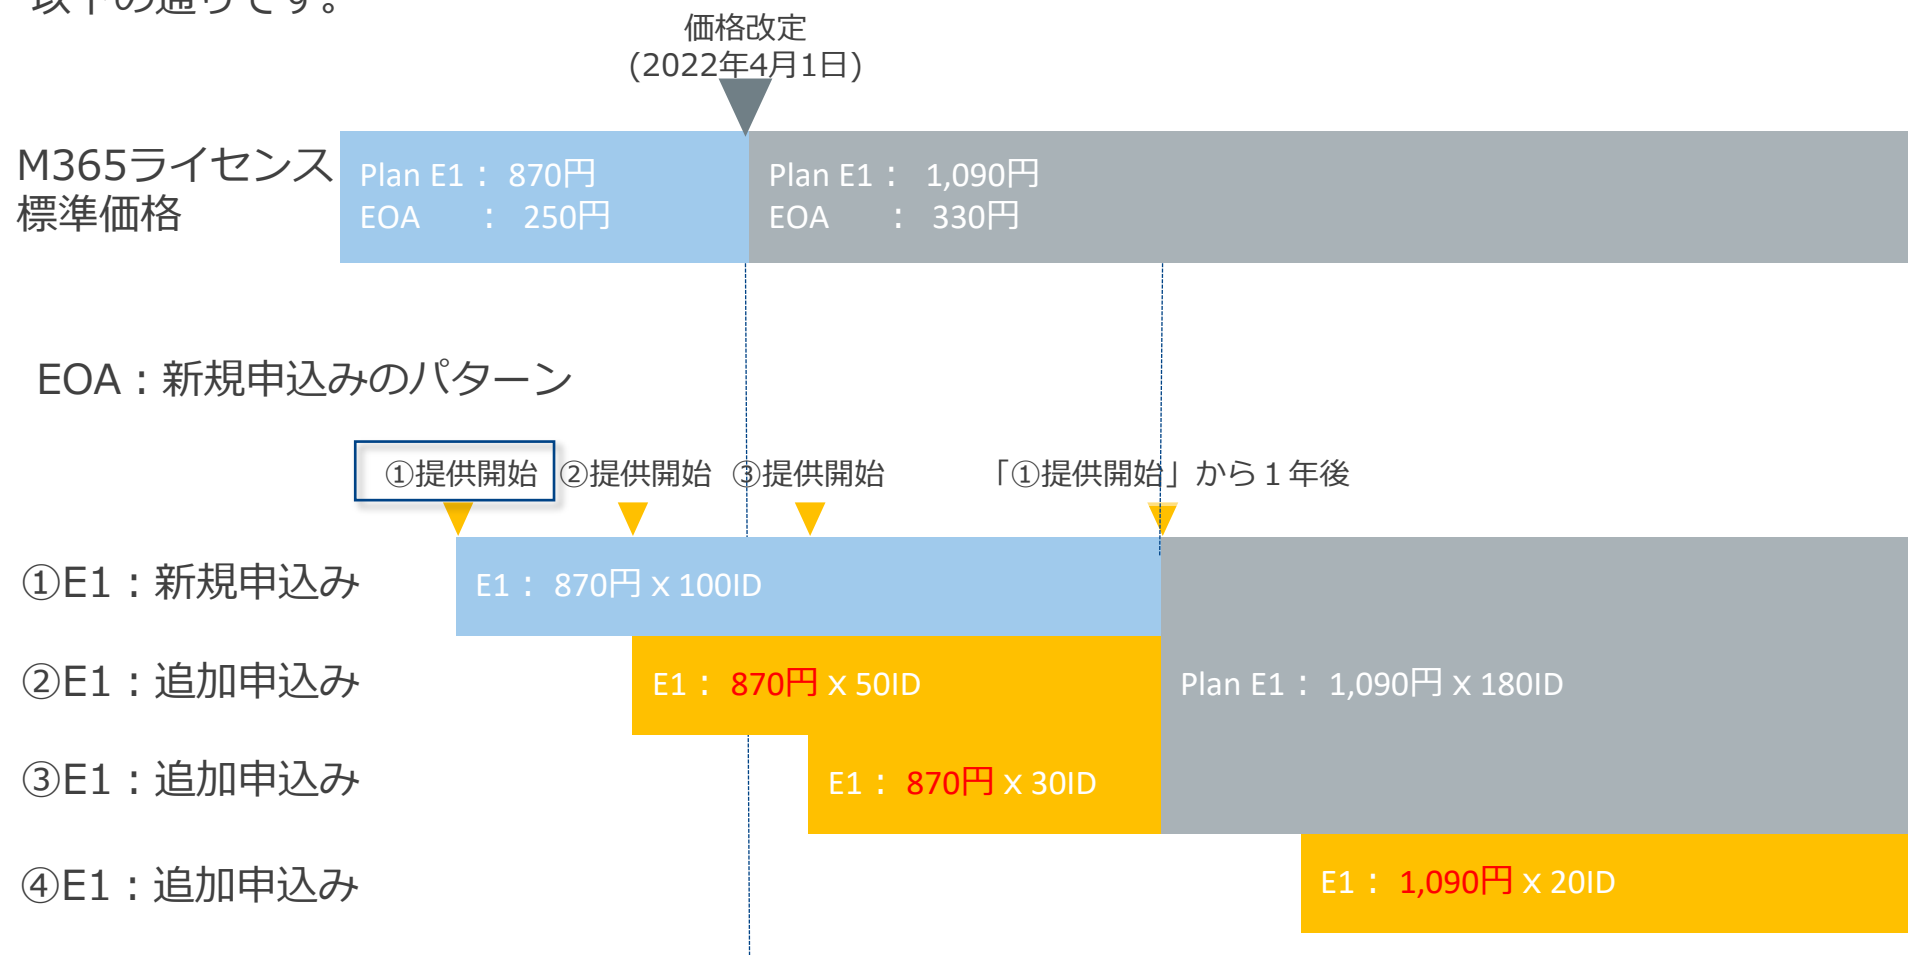 以下の通りです。
価格改定
(2022年4月1日)
M365ライセンス
標準価格
Plan E1： 870円
EOA ： 250円
Plan E1： 1,090円
EOA ： 330円
EOA：新規申込みのパターン
①提供開始
②提供開始
③提供開始
「①提供開始」から１年後
①E1：新規申込み
E1： 870円 x 100ID
②E1：追加申込み
E1： 870円 x 50ID
Plan E1： 1,090円 x 180ID
③E1：追加申込み
E1： 870円 x 30ID
④E1：追加申込み
E1： 1,090円 x 20ID